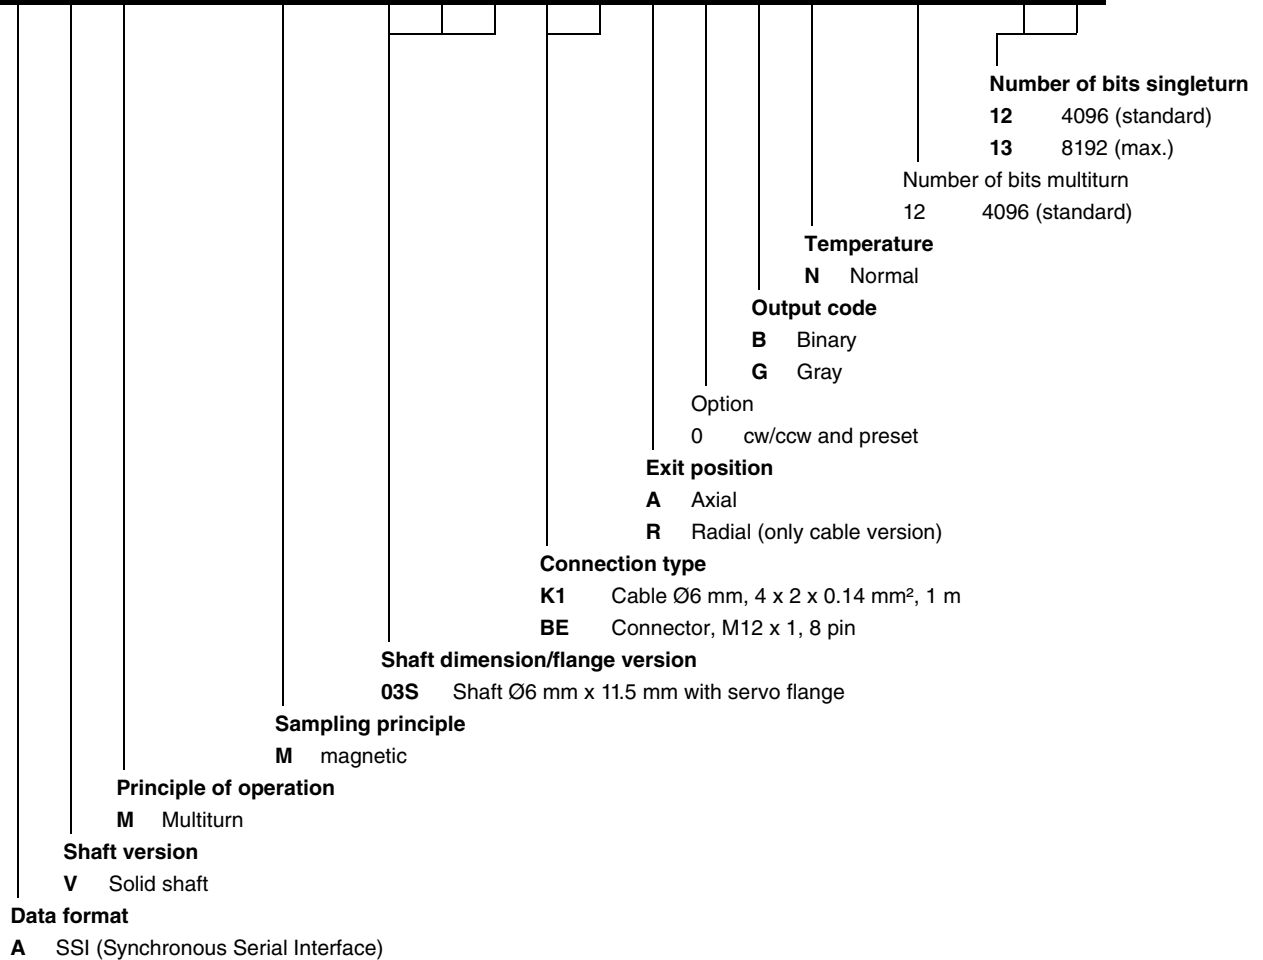 Number of bits singleturn
12 4096 (standard)
13 8192 (max.)
Number of bits multiturn
12 4096 (standard)
Temperature
N Normal
Output code
B Binary
G Gray
Option
0 cw/ccw and preset
Exit position
A Axial
R Radial (only cable version)
Connection type
K1 Cable Ø6 mm, 4 x 2 x 0.14 mm², 1 m
BE Connector, M12 x 1, 8 pin
Shaft dimension/flange version
03S Shaft Ø6 mm x 11.5 mm with servo flange
Sampling principle
M magnetic
Principle of operation
M Multiturn
Shaft version
V Solid shaft
Data format
A SSI (Synchronous Serial Interface)